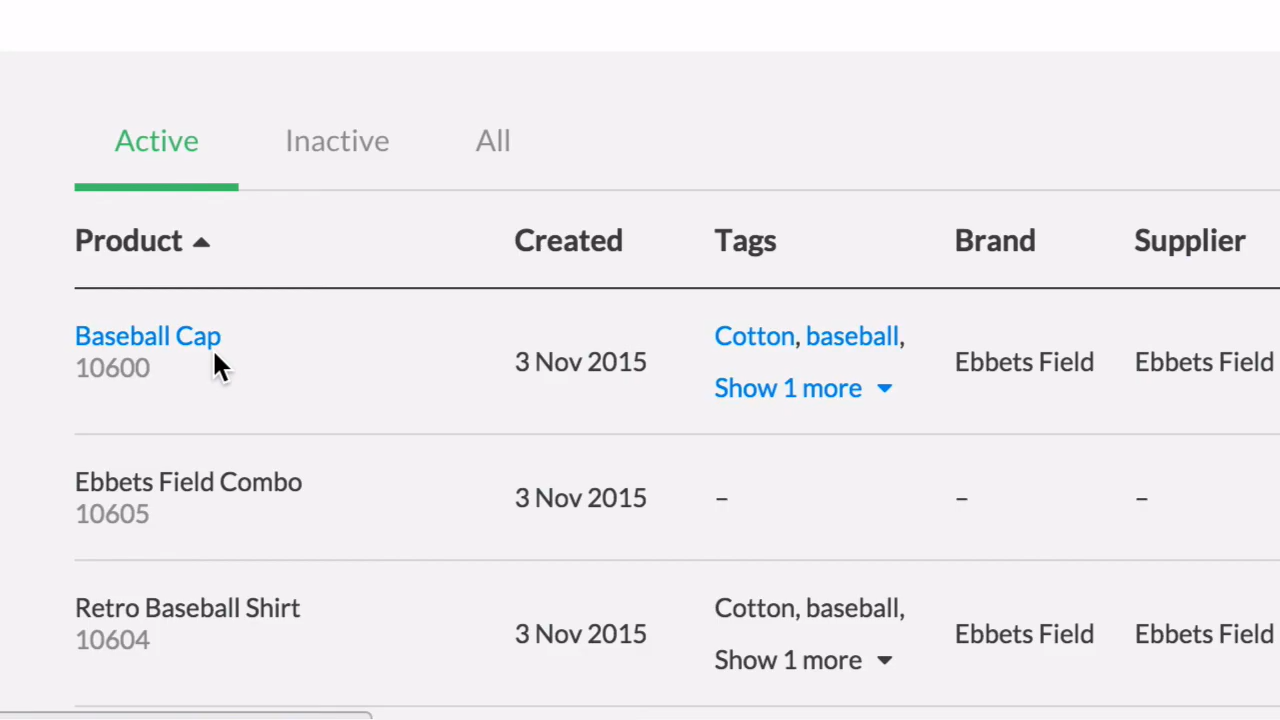 Active Inactive All
Product Created Tags Brand Supplier
Baseball Cap
10600
3 Nov 2015
Cotton, baseball,
Show 1 more
Ebbets Field
Ebbets Field
Ebbets Field Combo
10605
3 Nov 2015
–
–
–
Retro Baseball Shirt
10604
3 Nov 2015
Cotton, baseball,
Show 1 more
Ebbets Field
Ebbets Field